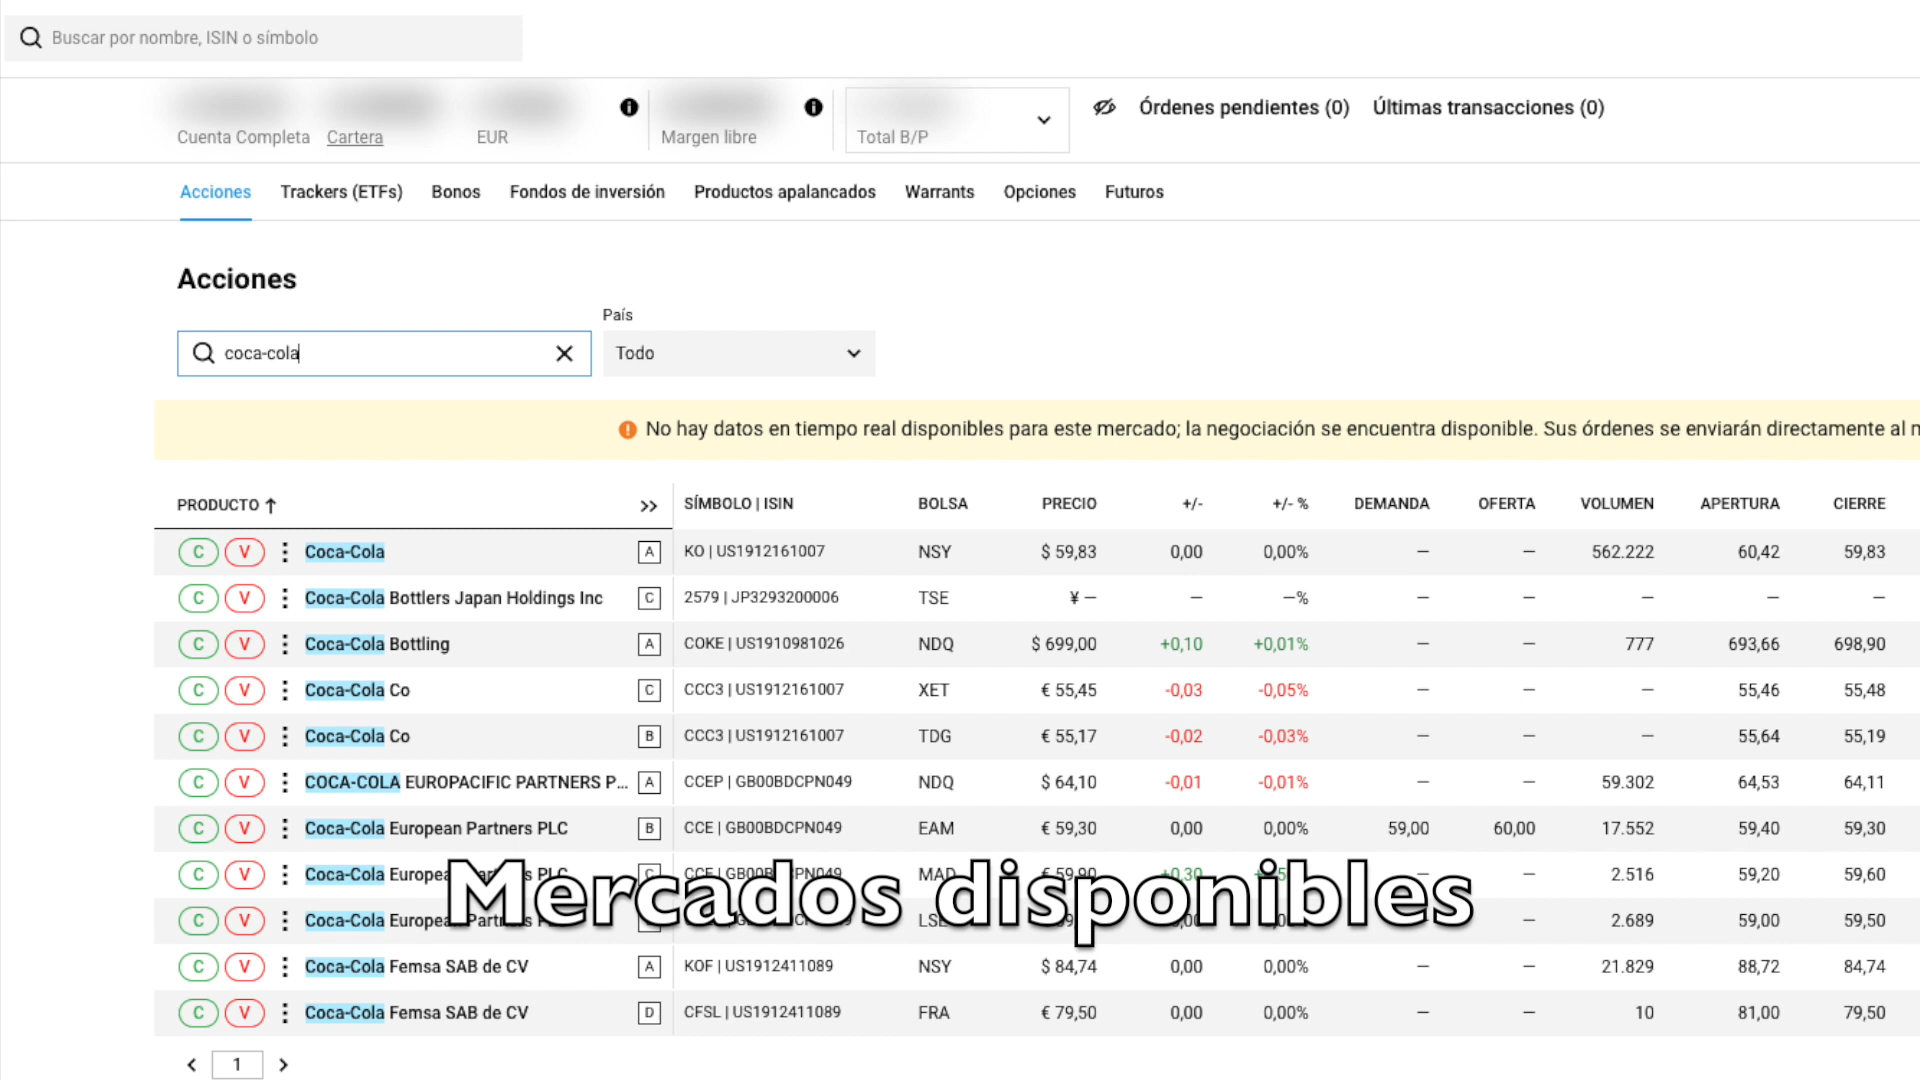 Buscar por nombre, ISIN o símbolo
Cuenta Completa Cartera EUR Margen libre Total B/P Órdenes pendientes (0) Últimas transacciones (0)
Acciones Trackers (ETFs) Bonos Fondos de inversión Productos apalancados Warrants Opciones Futuros
Acciones
País
coca-cola Todo
No hay datos en tiempo real disponibles para este mercado; la negociación se encuentra disponible. Sus órdenes se enviarán directamente al
PRODUCTO SÍMBOLO | ISIN BOLSA PRECIO +/- +/- % DEMANDA OFERTA VOLUMEN APERTURA CIERRE
C V Coca-Cola A KO | US1912161007 NSY $ 59,83 0,00 0,00% — — 562.222 60,42 59,83
C V Coca-Cola Bottlers Japan Holdings Inc C 2579 | JP3293200006 TSE ¥ — — —% — — — — —
C V Coca-Cola Bottling A COKE | US1910981026 NDQ $ 699,00 +0,10 +0,01% — — 777 693,66 698,90
C V Coca-Cola Co C CCC3 | US1912161007 XET € 55,45 -0,03 -0,05% — — — 55,46 55,48
C V Coca-Cola Co B CCC3 | US1912161007 TDG € 55,17 -0,02 -0,03% — — — 55,64 55,19
C V COCA-COLA EUROPACIFIC PARTNERS P... A CCEP | GB00BDCPN049 NDQ $ 64,10 -0,01 -0,01% — — 59.302 64,53 64,11
C V Coca-Cola European Partners PLC B CCE | GB00BDCPN049 EAM € 59,30 0,00 0,00% 59,00 60,00 17.552 59,40 59,30
C V Coca-Cola European Partners PLC C CCE | GB00BDCPN049 MAD € 59,90 +0,30 — — 2.516 59,20 59,60
C V Coca-Cola European Partners — 2.689 59,00 59,50
Mercados disponibles
C V Coca-Cola Femsa SAB de CV A KOF | US1912411089 NSY $ 84,74 0,00 0,00% — — 21.829 88,72 84,74
C V Coca-Cola Femsa SAB de CV D CFSL | US1912411089 FRA € 79,50 0,00 0,00% — — 10 81,00 79,50
1